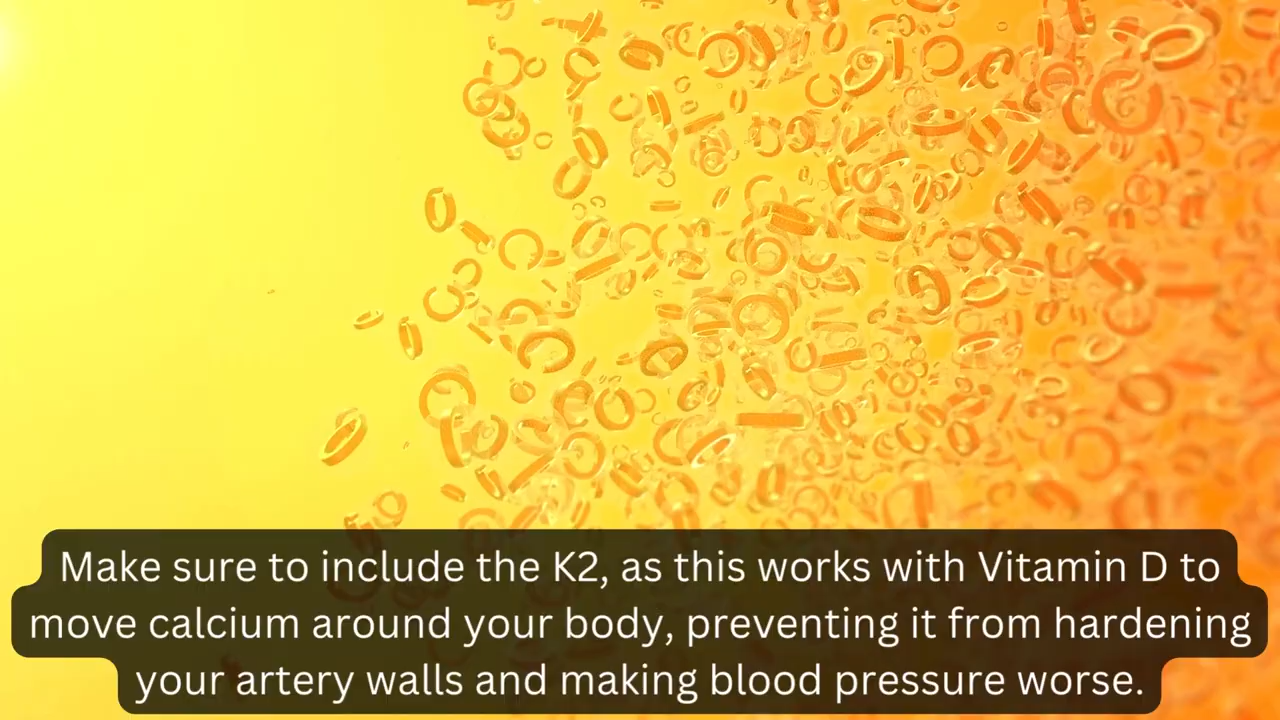 Make sure to include the K2, as this works with Vitamin D to
move calcium around your body, preventing it from hardening
your artery walls and making blood pressure worse.